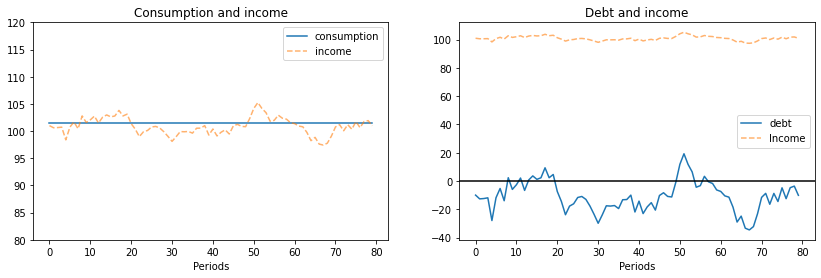 Consumption and income
120
115
110
105
100
95
90
85
80
0 10 20 30 40 50 60 70 80
Periods
consumption
income
Debt and income
100
80
60
40
20
0
−20
−40
0 10 20 30 40 50 60 70 80
Periods
debt
Income